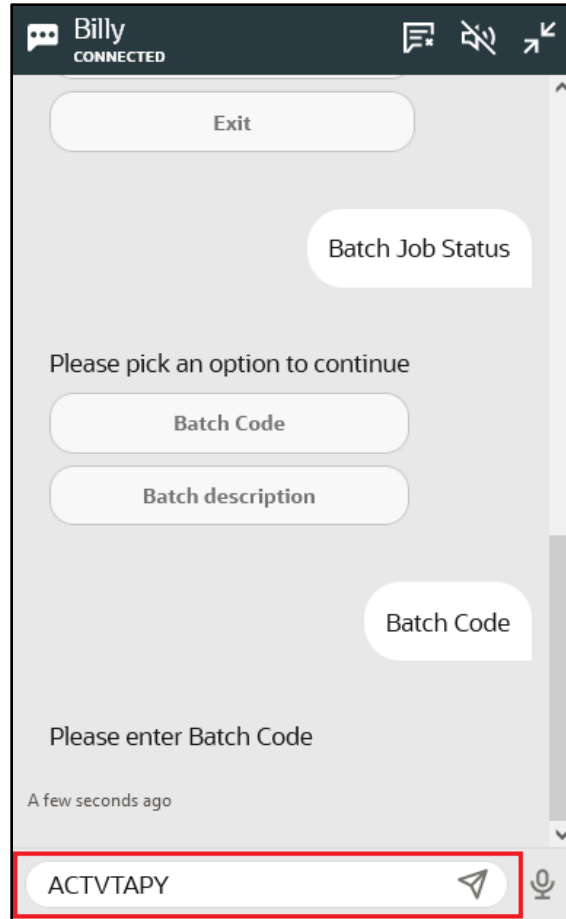 Billy
CONNECTED
Exit
Batch Job Status
Please pick an option to continue
Batch Code
Batch description
Batch Code
Please enter Batch Code
A few seconds ago
ACTVTAPY